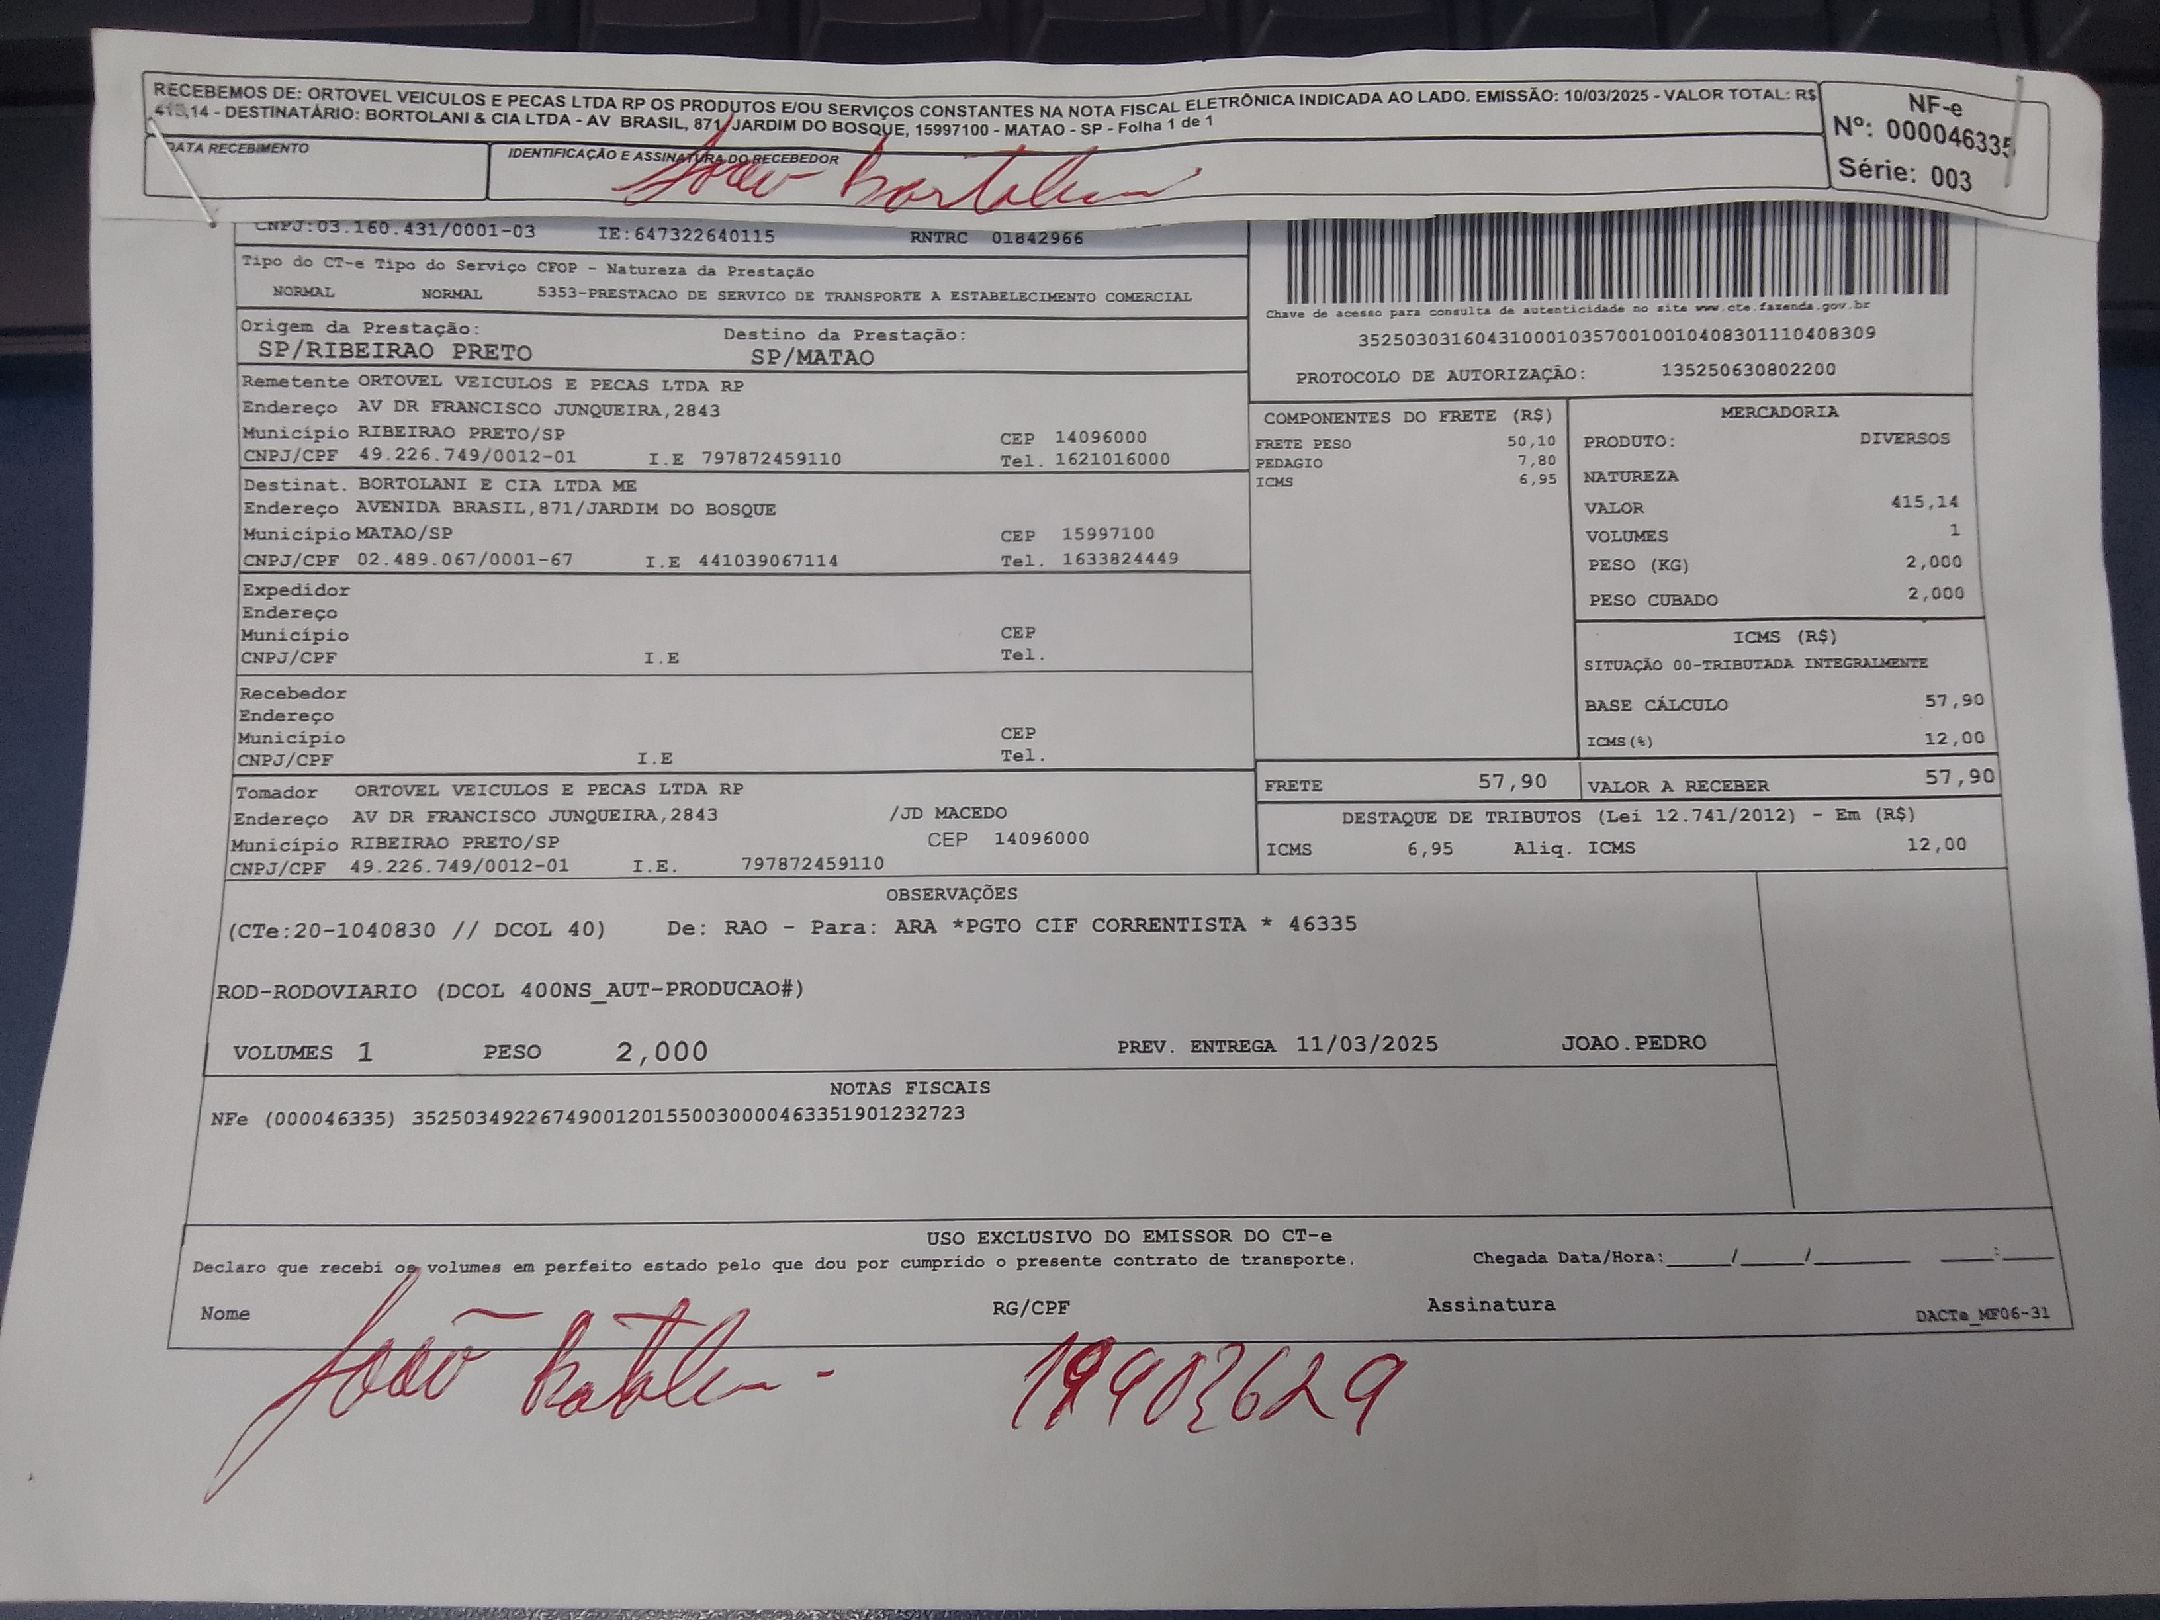 RECEBEMOS DE: ORTOVEL VEICULOS E PECAS LTDA RP OS PRODUTOS E/OU SERVIÇOS CONSTANTES NA NOTA FISCAL ELETRÔNICA INDICADA AO LADO. EMISSÃO: 10/03/2025 - VALOR TOTAL: R$
415,14 - DESTINATÁRIO: BORTOLANI & CIA LTDA - AV BRASIL, 871, JARDIM DO BOSQUE, 15997100 - MATAO - SP - Folha 1 de 1
NF-e
Nº: 000046335
Série: 003
DATA RECEBIMENTO IDENTIFICAÇÃO E ASSINATURA DO RECEBEDOR
João
CNPJ:03.160.431/0001-03 IE:647322640115 RNTRC 01842966
Tipo do CT-e Tipo do Serviço CFOP - Natureza da Prestação
NORMAL NORMAL 5353-PRESTACAO DE SERVICO DE TRANSPORTE A ESTABELECIMENTO COMERCIAL
Origem da Prestação: Destino da Prestação:
SP/RIBEIRAO PRETO SP/MATAO
Chave de acesso para consulta de autenticidade no site www.cte.fazenda.gov.br
35250303160431000103570010010408301110408309
PROTOCOLO DE AUTORIZAÇÃO: 135250630802200
Remetente ORTOVEL VEICULOS E PECAS LTDA RP
Endereço AV DR FRANCISCO JUNQUEIRA,2843
Município RIBEIRAO PRETO/SP CEP 14096000
CNPJ/CPF 49.226.749/0012-01 I.E 797872459110 Tel. 1621016000
Destinat. BORTOLANI E CIA LTDA ME
Endereço AVENIDA BRASIL,871/JARDIM DO BOSQUE
Município MATAO/SP CEP 15997100
CNPJ/CPF 02.489.067/0001-67 I.E 441039067114 Tel. 1633824449
Expedidor
Endereço
Município CEP
CNPJ/CPF I.E Tel.
Recebedor
Endereço
Município CEP
CNPJ/CPF I.E Tel.
Tomador ORTOVEL VEICULOS E PECAS LTDA RP
Endereço AV DR FRANCISCO JUNQUEIRA,2843 /JD MACEDO
Município RIBEIRAO PRETO/SP CEP 14096000
CNPJ/CPF 49.226.749/0012-01 I.E. 797872459110
COMPONENTES DO FRETE (R$)
FRETE PESO 50,10
PEDAGIO 7,80
ICMS 6,95
MERCADORIA
PRODUTO: DIVERSOS
NATUREZA
VALOR 415,14
VOLUMES 1
PESO (KG) 2,000
PESO CUBADO 2,000
ICMS (R$)
SITUAÇÃO 00-TRIBUTADA INTEGRALMENTE
BASE CÁLCULO 57,90
ICMS(%) 12,00
FRETE 57,90 VALOR A RECEBER 57,90
DESTAQUE DE TRIBUTOS (Lei 12.741/2012) - Em (R$)
ICMS 6,95 Aliq. ICMS 12,00
OBSERVAÇÕES
(CTe:20-1040830 // DCOL 40) De: RAO - Para: ARA *PGTO CIF CORRENTISTA * 46335
ROD-RODOVIARIO (DCOL 400NS_AUT-PRODUCAO#)
VOLUMES 1 PESO 2,000 PREV. ENTREGA 11/03/2025 JOAO.PEDRO
NOTAS FISCAIS
NFe (000046335) 35250349226749001201550030000463351901232723
USO EXCLUSIVO DO EMISSOR DO CT-e
Declaro que recebi os volumes em perfeito estado pelo que dou por cumprido o presente contrato de transporte. Chegada Data/Hora:_____/_____/_______ ____:____
Nome RG/CPF Assinatura DACTe_MF06-31
João